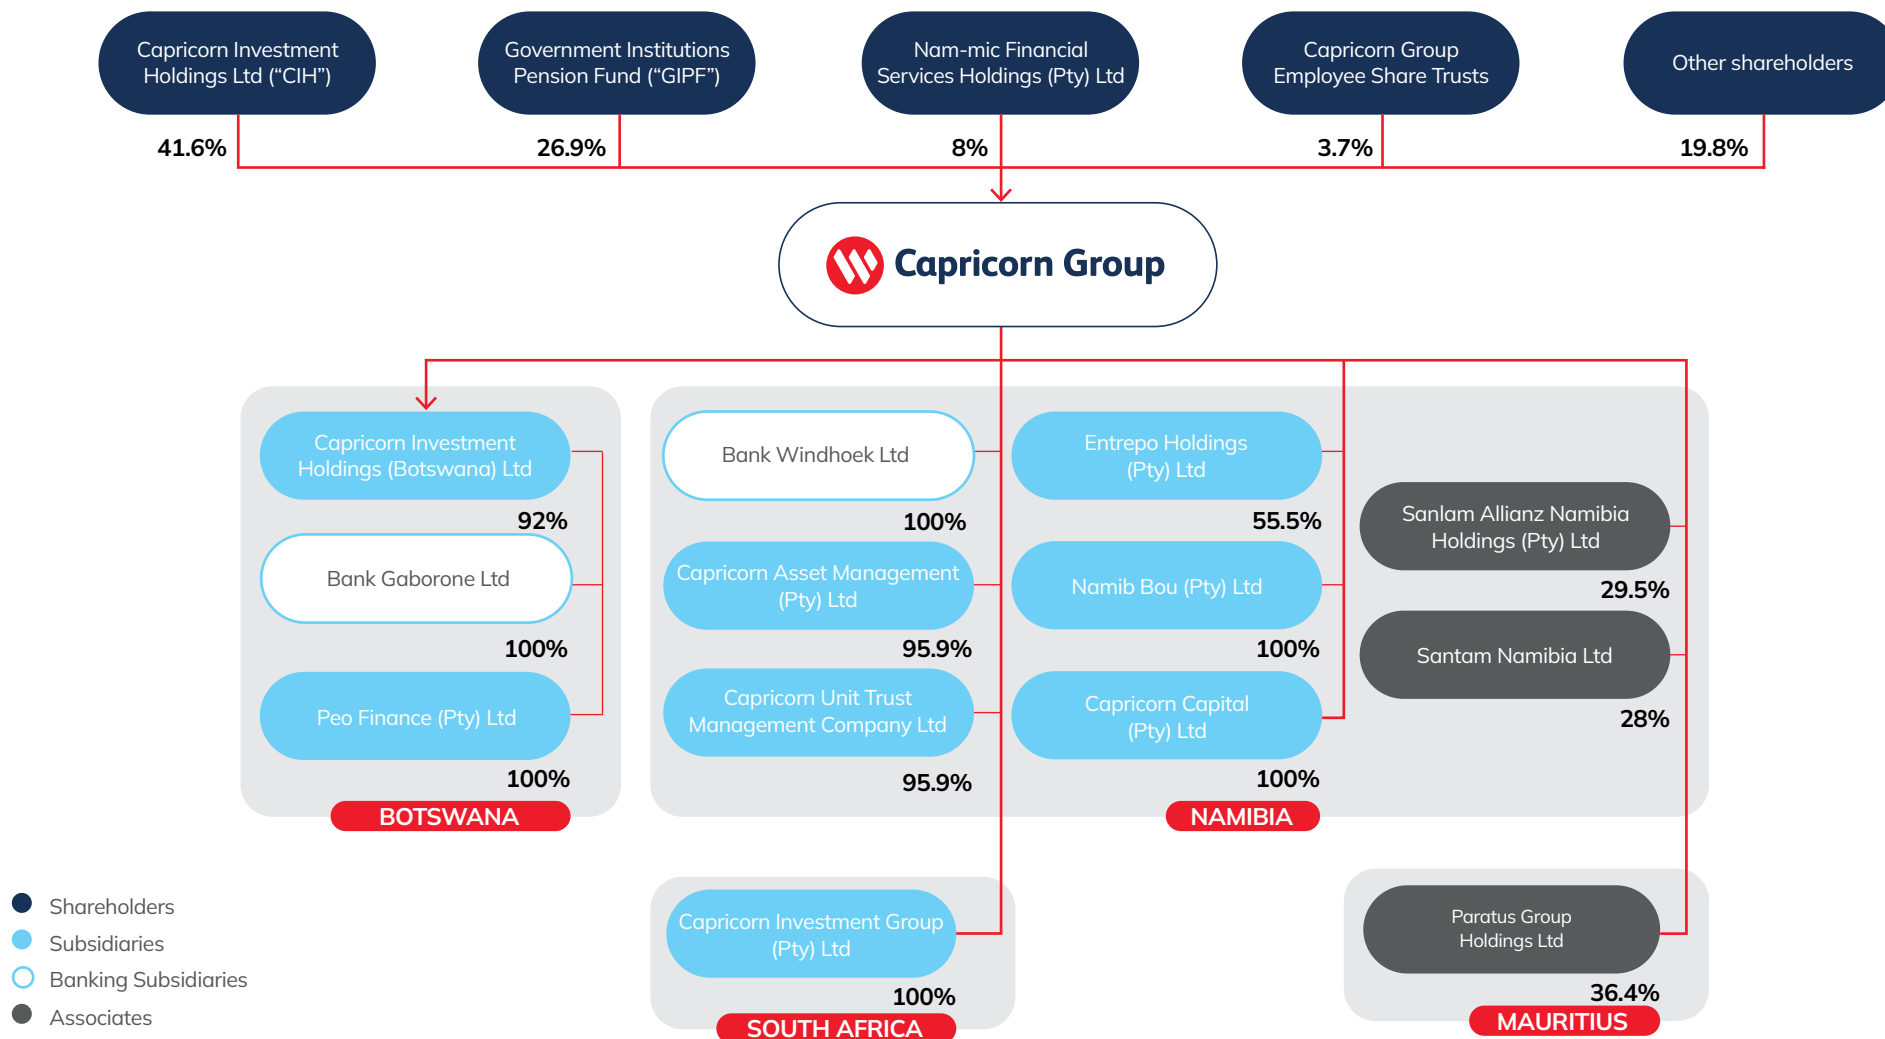 Capricorn Investment
Holdings Ltd (“CIH”)
Government Institutions
Pension Fund (“GIPF”)
Nam-mic Financial
Services Holdings (Pty) Ltd
Capricorn Group
Employee Share Trusts
Other shareholders
41.6%
26.9%
8%
3.7%
19.8%
Capricorn Group
Capricorn Investment
Holdings (Botswana) Ltd
92%
Bank Gaborone Ltd
100%
Peo Finance (Pty) Ltd
100%
BOTSWANA
Bank Windhoek Ltd
100%
Capricorn Asset Management
(Pty) Ltd
95.9%
Capricorn Unit Trust
Management Company Ltd
95.9%
Entrepo Holdings
(Pty) Ltd
55.5%
Namib Bou (Pty) Ltd
100%
Capricorn Capital
(Pty) Ltd
100%
Sanlam Allianz Namibia
Holdings (Pty) Ltd
29.5%
Santam Namibia Ltd
28%
NAMIBIA
Capricorn Investment Group
(Pty) Ltd
100%
SOUTH AFRICA
Paratus Group
Holdings Ltd
36.4%
MAURITIUS
Shareholders
Subsidiaries
Banking Subsidiaries
Associates